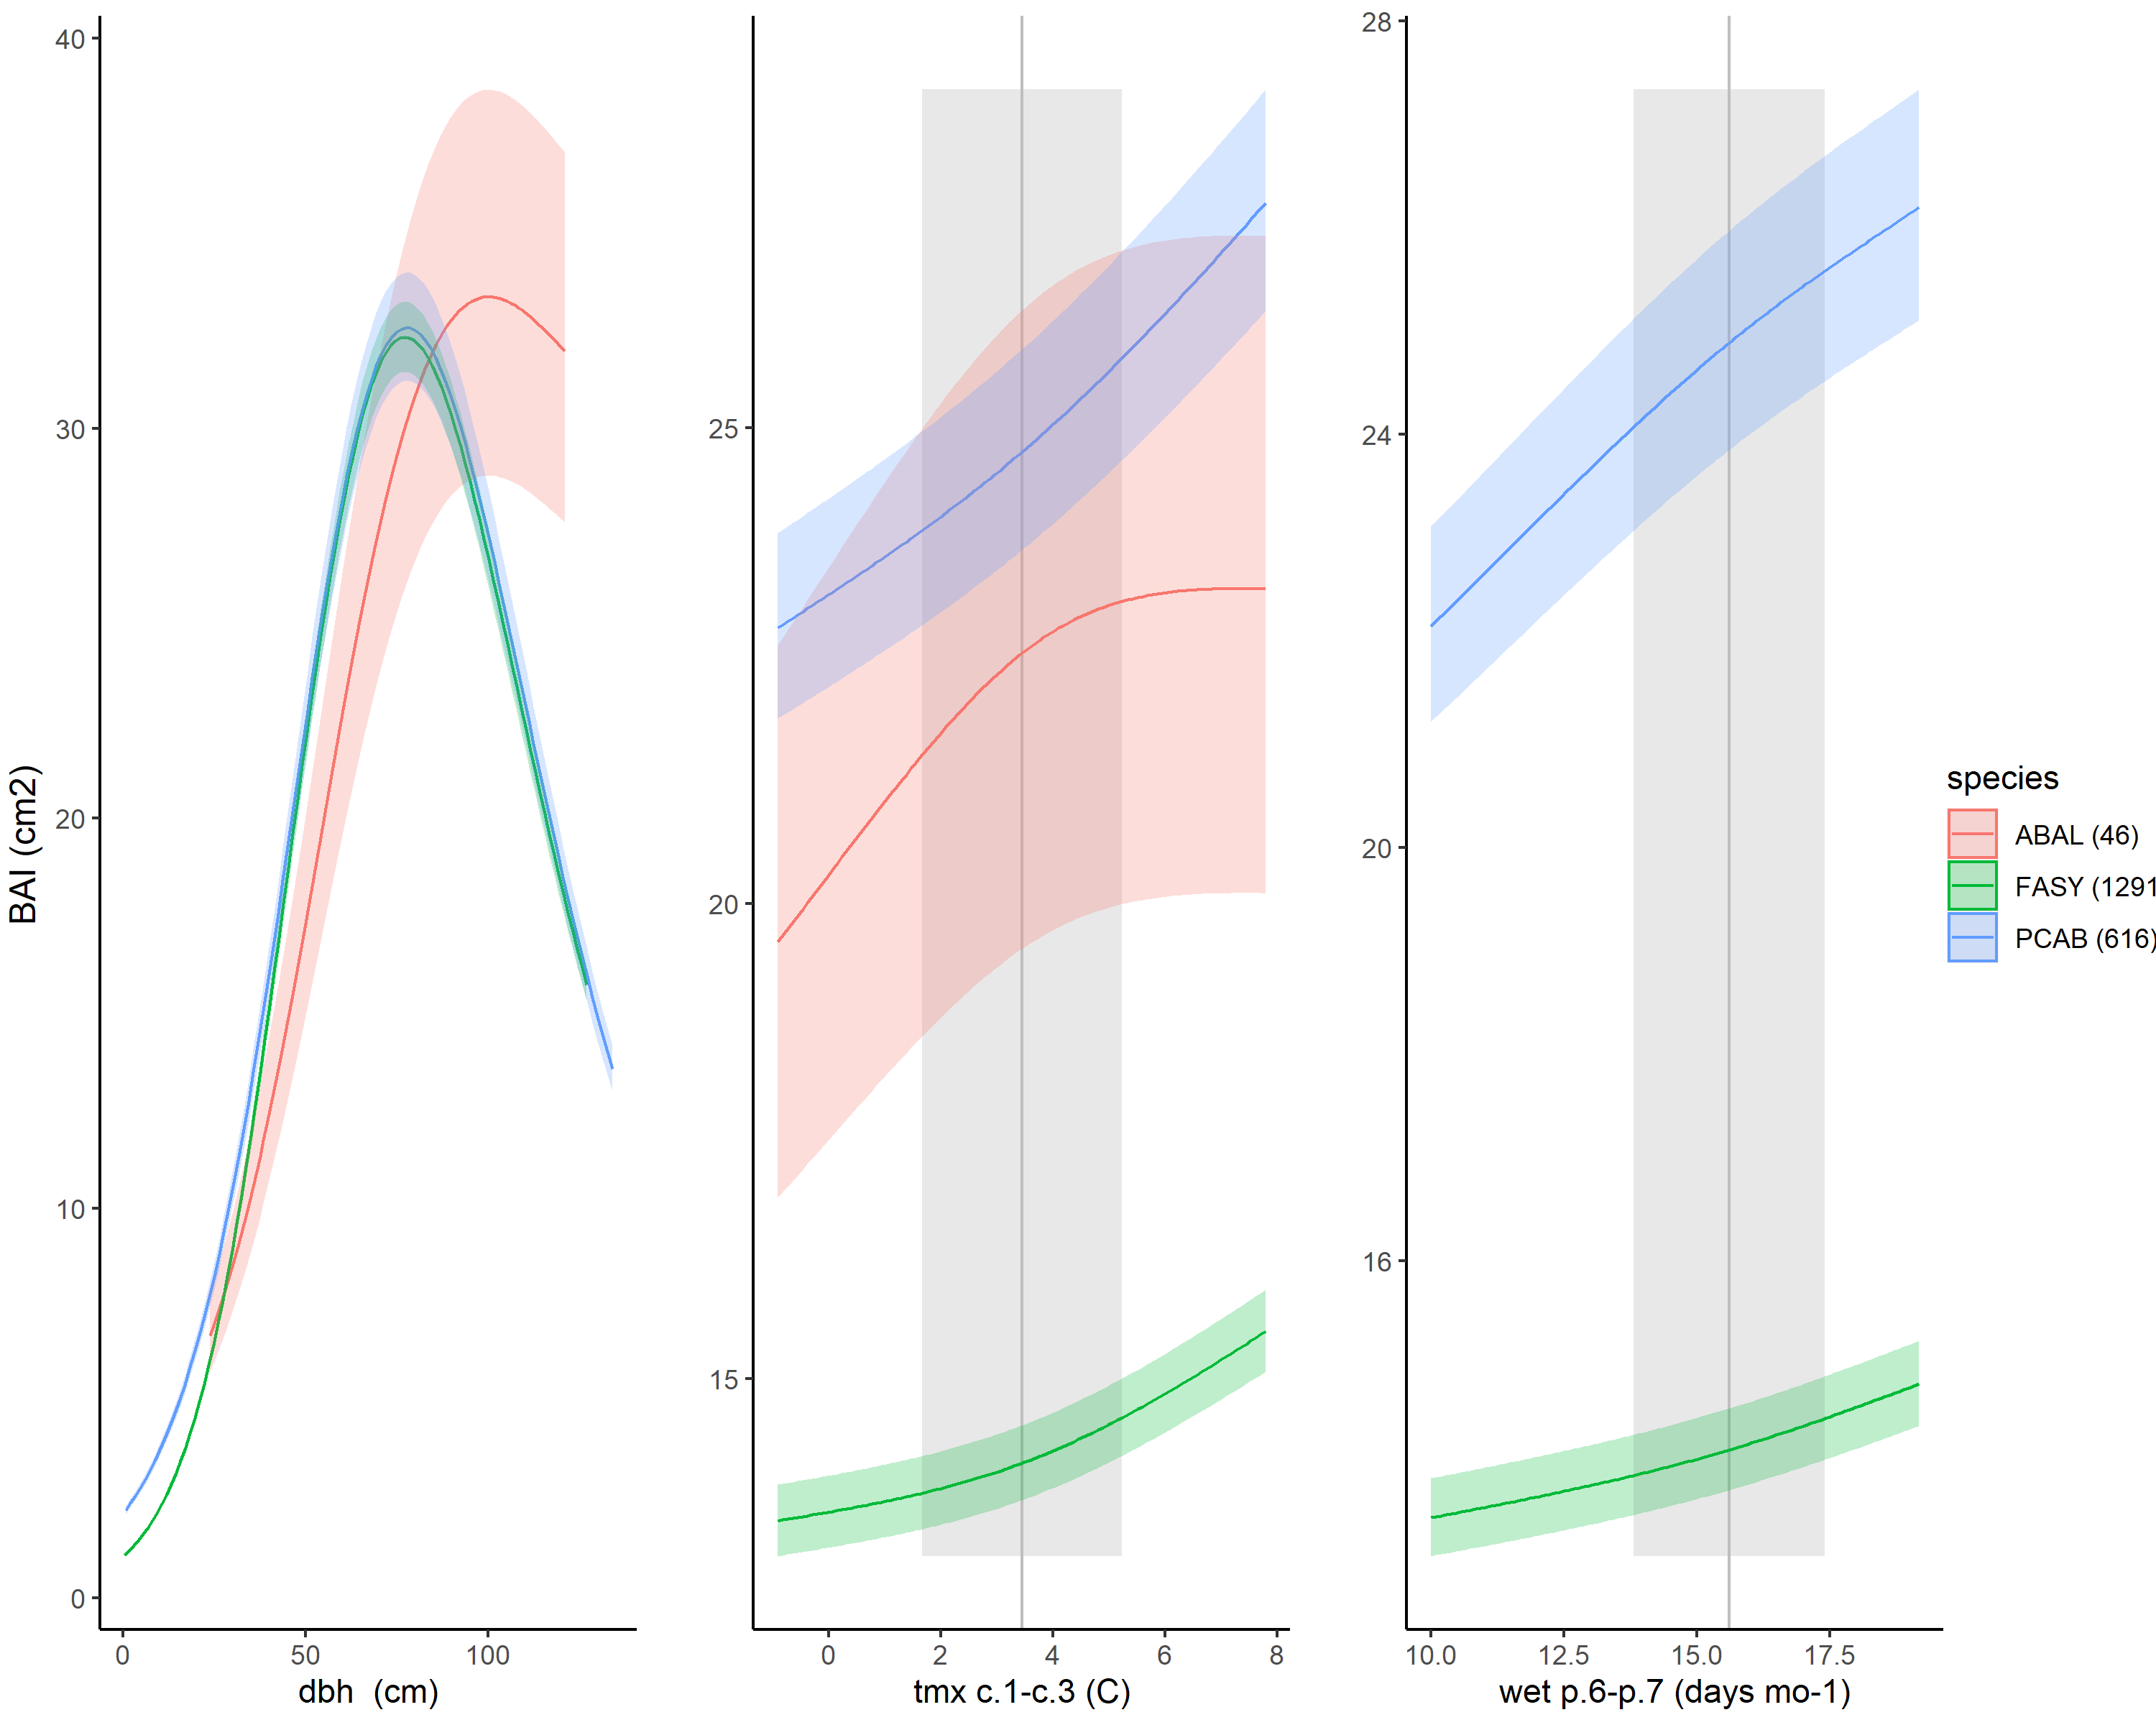 BAI (cm2)
40
30
20
10
0
0 50 100
dbh (cm)
25
20
15
0 2 4 6 8
tmx c.1-c.3 (C)
28
24
20
16
10.0 12.5 15.0 17.5
wet p.6-p.7 (days mo-1)
species
ABAL (46)
FASY (1291
PCAB (616)